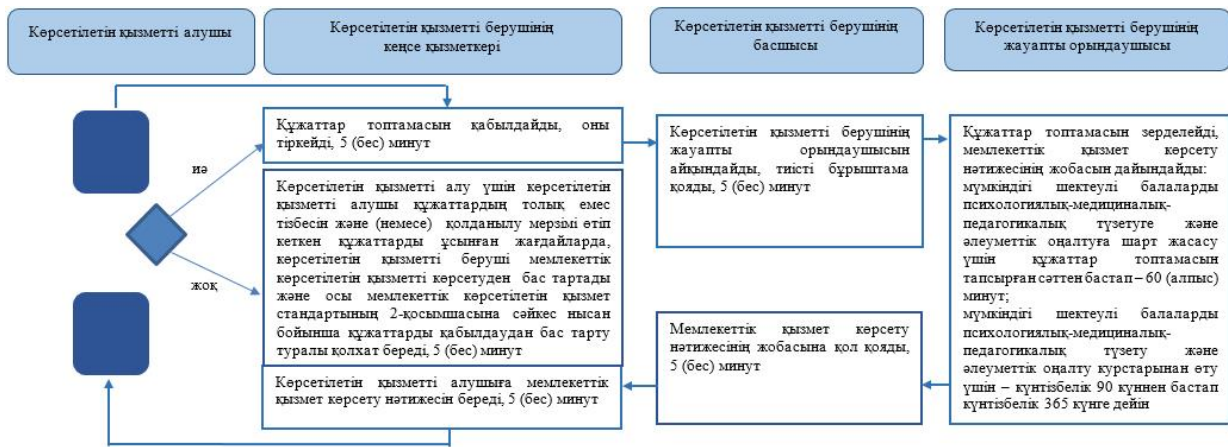 Көрсетілетін қызметті алушы
Көрсетілетін қызметті берушінің
кеңсе қызметкері
Көрсетілетін қызметті берушінің
басшысы
Көрсетілетін қызметті берушінің
жауапты орындаушысы
иә
жоқ
Құжаттар топтамасын қабылдайды, оны
тіркейді, 5 (бес) минут
Көрсетілетін қызметті алу үшін көрсетілетін
қызметті алушы құжаттардың толық емес
тізбесін және (немесе) қолданылу мерзімі өтіп
кеткен құжаттарды ұсынған жағдайларда,
көрсетілетін қызметті беруші мемлекеттік
көрсетілетін қызметті көрсетуден бас тартады
және осы мемлекеттік көрсетілетін қызмет
стандартының 2-қосымшасына сәйкес нысан
бойынша құжаттарды қабылдаудан бас тарту
туралы қолхат береді, 5 (бес) минут
Көрсетілетін қызметті алушыға мемлекеттік
қызмет көрсету нәтижесін береді, 5 (бес) минут
Көрсетілетін қызметті берушінің
жауапты орындаушысын
айқындайды, тиісті бұрыштама
қояды, 5 (бес) минут
Мемлекеттік қызмет көрсету
нәтижесінің жобасына қол қояды,
5 (бес) минут
Құжаттар топтамасын зерделейді,
мемлекеттік қызмет көрсету
нәтижесінің жобасын дайындайды:
мүмкіндігі шектеулі балаларды
психологиялық-медициналық-
педагогикалық түзетуге және
әлеуметтік оңалтуға шарт жасасу
үшін құжаттар топтамасын
тапсырған сәттен бастап – 60 (алпыс)
минут;
мүмкіндігі шектеулі балаларды
психологиялық-медициналық-
педагогикалық түзету және
әлеуметтік оңалту курстарынан өту
үшін – күнтізбелік 90 күннен бастап
күнтізбелік 365 күнге дейін